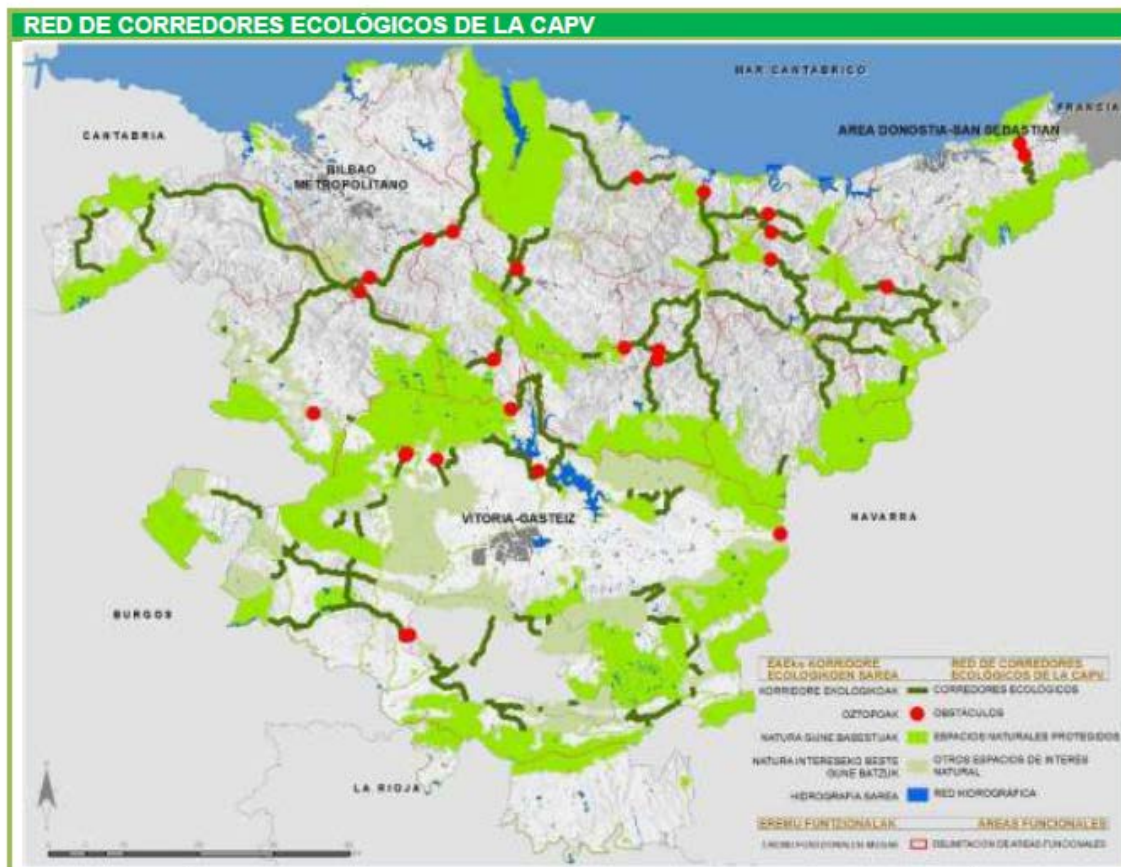 RED DE CORREDORES ECOLÓGICOS DE LA CAPV
MAR CANTABRICO
FRANCIA
CANTABRIA
AREA DONOSTIA-SAN SEBASTIAN
BILBAO
METROPOLITANO
VITORIA-GASTEIZ
NAVARRA
BURGOS
LA RIOJA
EAEko KORRIDORE
EKOLOGIKOEN SAREA
RED DE CORREDORES
ECOLÓGICOS DE LA CAPV
KORRIDORE EKOLOGIKOAK
CORREDORES ECOLÓGICOS
OZTOPOAK
OBSTÁCULOS
NATURA GUNE BABESTUAK
ESPACIOS NATURALES PROTEGIDOS
NATURA INTERESEKO BESTE
GUNE BATZUK
OTROS ESPACIOS DE INTERÉS
NATURAL
HIDROGRAFIA SAREA
RED HIDROGRÁFICA
EREMU FUNTZIONALAK
ÁREAS FUNCIONALES
DELIMITACIÓN DE ÁREAS FUNCIONALES